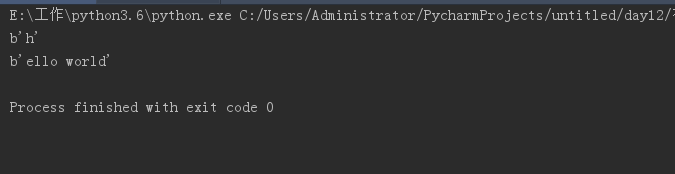 E:\工作\python3.6\python.exe C:/Users/Administrator/PycharmProjects/untitled/day12/
b'h'
b'ello world'
Process finished with exit code 0